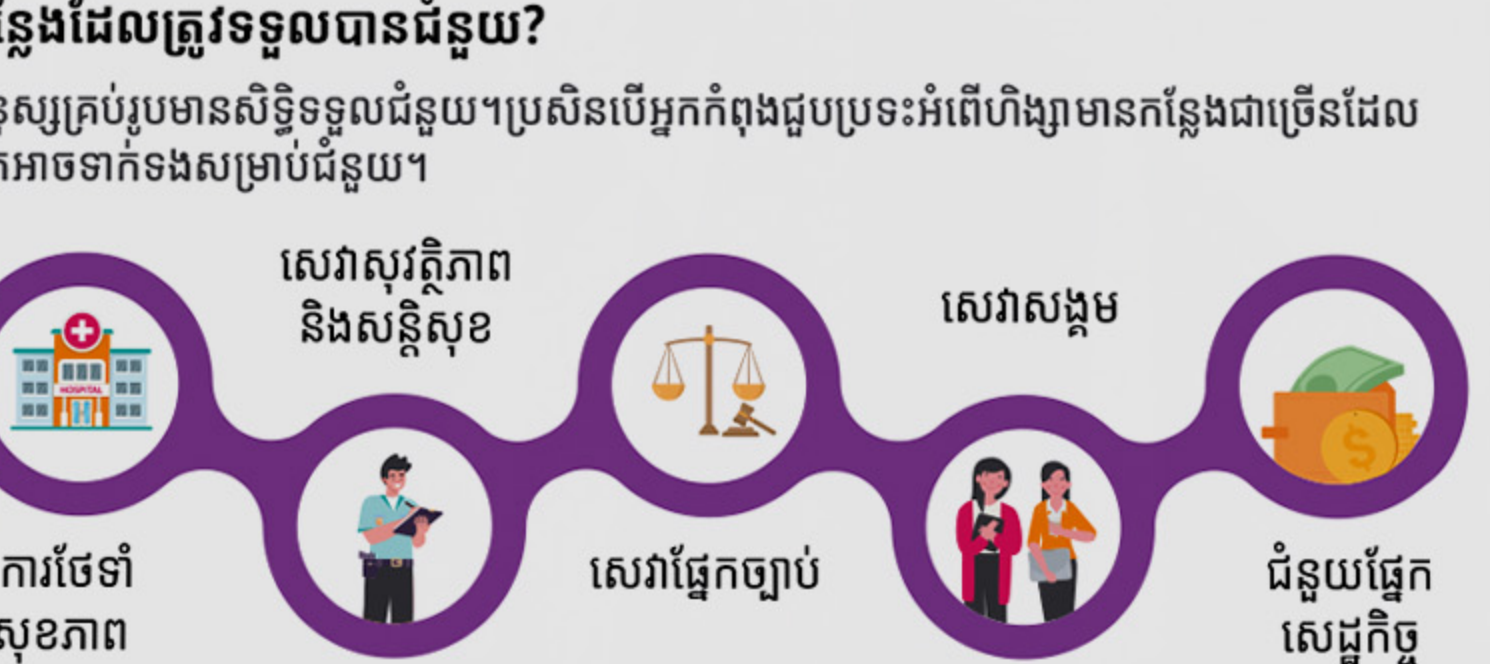 ន្លែងដែលត្រូវទទួលបានជំនួយ?
នុស្សគ្រប់រូបមានសិទ្ធិទទួលជំនួយ។ប្រសិនបើអ្នកកំពុងជួបប្រទះអំពើហិង្សាមានកន្លែងជាច្រើនដែល
អាចទាក់ទងសម្រាប់ជំនួយ។
សេវាសុវត្ថិភាព
និងសន្តិសុខ
សេវាសង្គម
HOSPITAL
H
សេវាផ្នែកច្បាប់
ការថែទាំ
សុខភាព
ជំនួយផ្នែក
សេដ្ឋកិច្ច